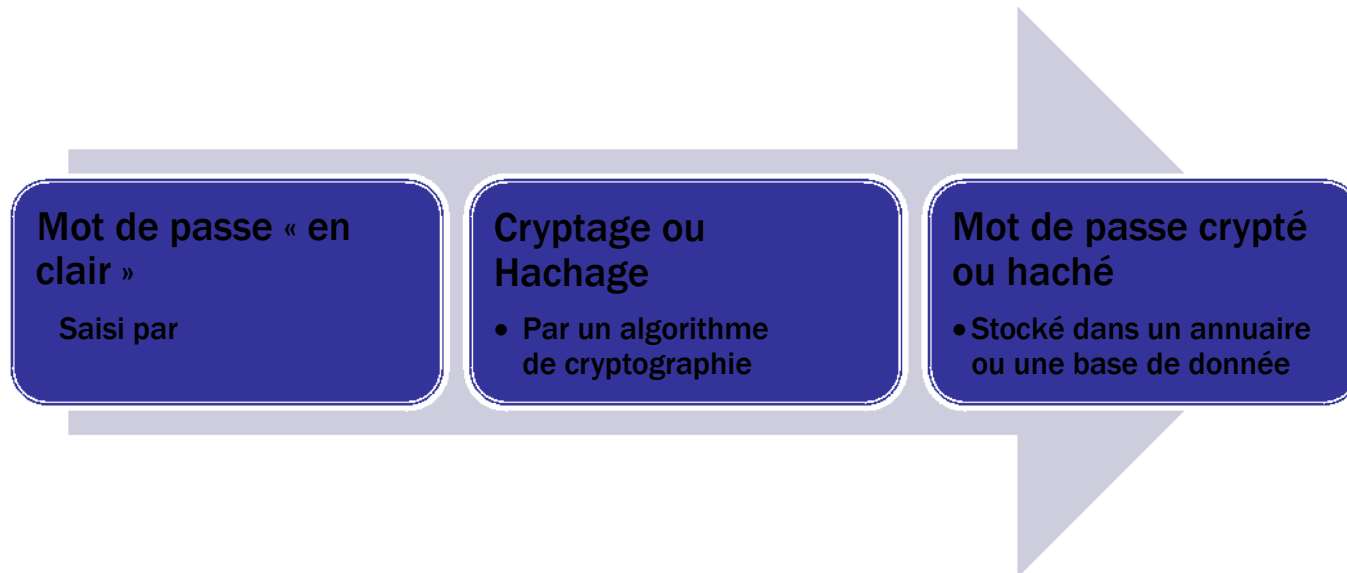 Mot de passe « en
clair »
Saisi par
Cryptage ou
Hachage
• Par un algorithme
de cryptographie
Mot de passe crypté
ou haché
• Stocké dans un annuaire
ou une base de donnée